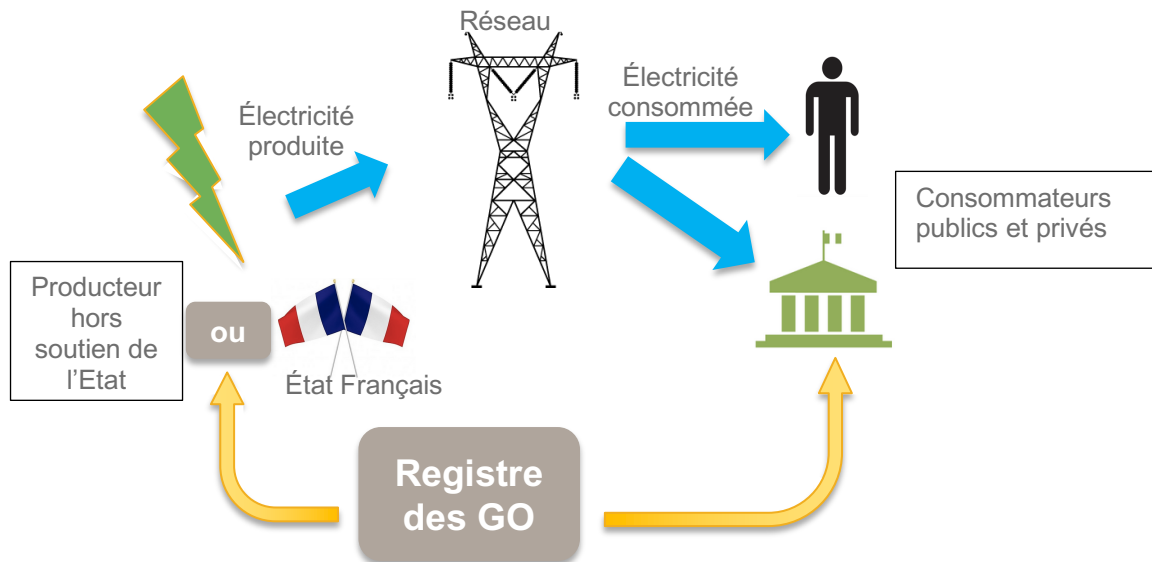 Réseau
Électricité
produite
Électricité
consommée
Consommateurs
publics et privés
Producteur
hors
soutien de
l'Etat
ou
État Français
Registre
des GO